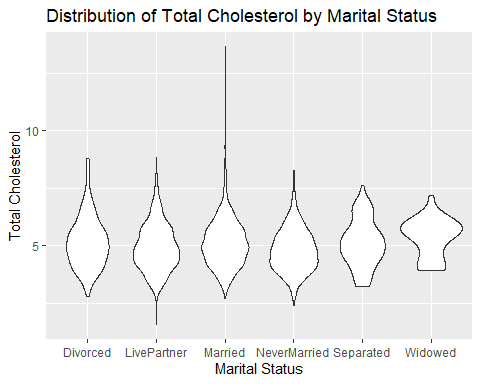 Distribution of Total Cholesterol by Marital Status
Total Cholesterol
10
5
Divorced LivePartner Married NeverMarried Separated Widowed
Marital Status